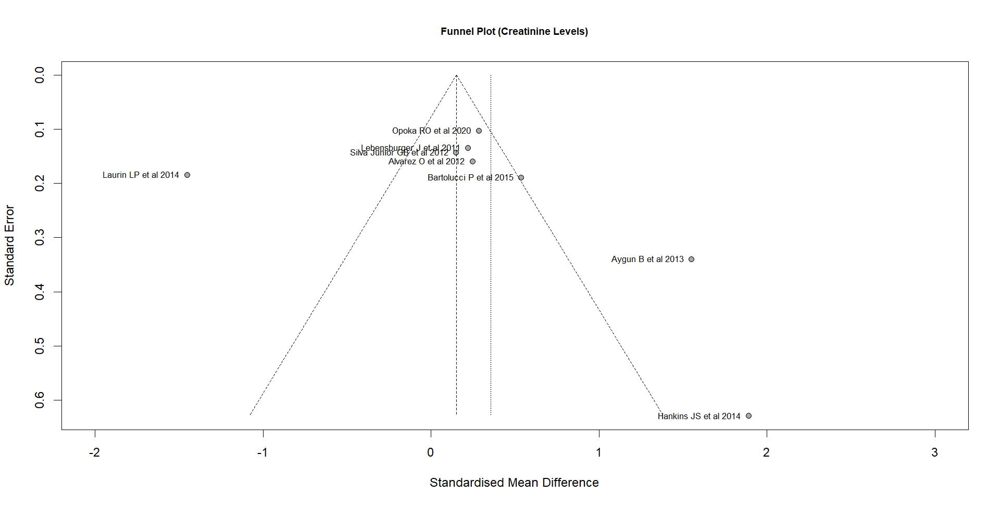 Funnel Plot (Creatinine Levels)
0.0
0.1
0.2
0.3
0.4
0.5
0.6
Standard Error
Opoka RO et al 2020
Lebensburger J et al 2011
Silva Junior GB et al 2012
Alvarez O et al 2012
Laurin LP et al 2014
Bartolucci P et al 2015
Aygun B et al 2013
Hankins JS et al 2014
-2 -1 0 1 2 3
Standardised Mean Difference